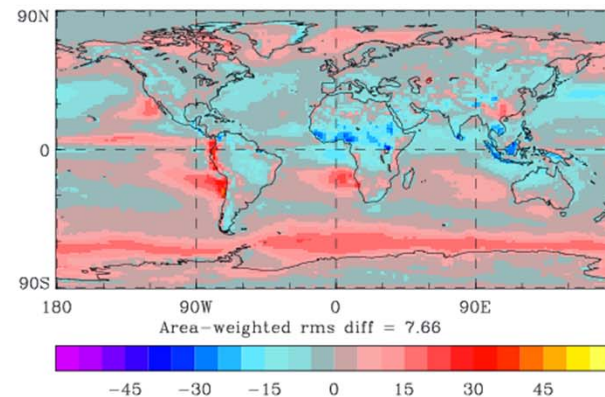 90N
0
90S
180 90W 0 90E
Area-weighted rms diff = 7.66
-45 -30 -15 0 15 30 45